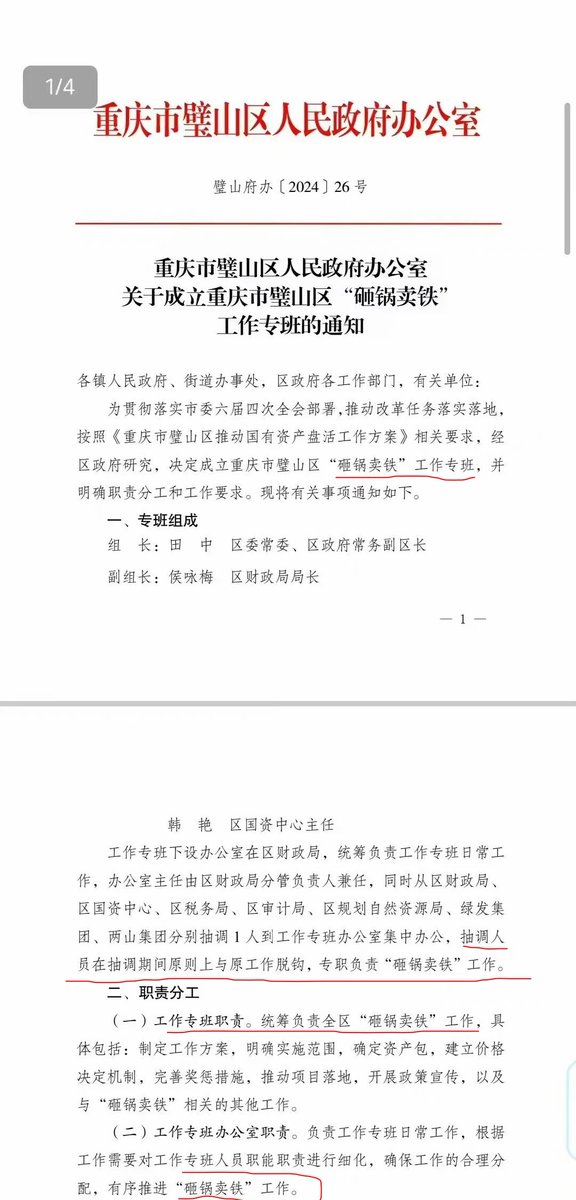 1/4
重庆市璧山区人民政府办公室
璧山府办〔2024〕26号
重庆市璧山区人民政府办公室
关于成立重庆市璧山区“砸锅卖铁”
工作专班的通知
各镇人民政府、街道办事处，区政府各工作部门，有关单位：
为贯彻落实市委六届四次全会部署，推动改革任务落实落地，
按照《重庆市璧山区推动国有资产盘活工作方案》相关要求，经
区政府研究，决定成立重庆市璧山区“砸锅卖铁”工作专班，并
明确职责分工和工作要求。现将有关事项通知如下。
一、专班组成
组　长：田　中　区委常委、区政府常务副区长
副组长：侯咏梅　区财政局局长
— 1 —
韩　艳　区国资中心主任
工作专班下设办公室在区财政局，统筹负责工作专班日常工
作，办公室主任由区财政局分管负责人兼任，同时从区财政局、
区国资中心、区税务局、区审计局、区规划自然资源局、绿发集
团、两山集团分别抽调1人到工作专班办公室集中办公，抽调人
员在抽调期间原则上与原工作脱钩，专职负责“砸锅卖铁”工作。
二、职责分工
（一）工作专班职责。统筹负责全区“砸锅卖铁”工作，具
体包括：制定工作方案，明确实施范围，确定资产包，建立价格
决定机制，完善奖惩措施，推动项目落地，开展政策宣传，以及
与“砸锅卖铁”相关的其他工作。
（二）工作专班办公室职责。负责工作专班日常工作，根据
工作需要对工作专班人员职能职责进行细化，确保工作的合理分
配，有序推进“砸锅卖铁”工作。